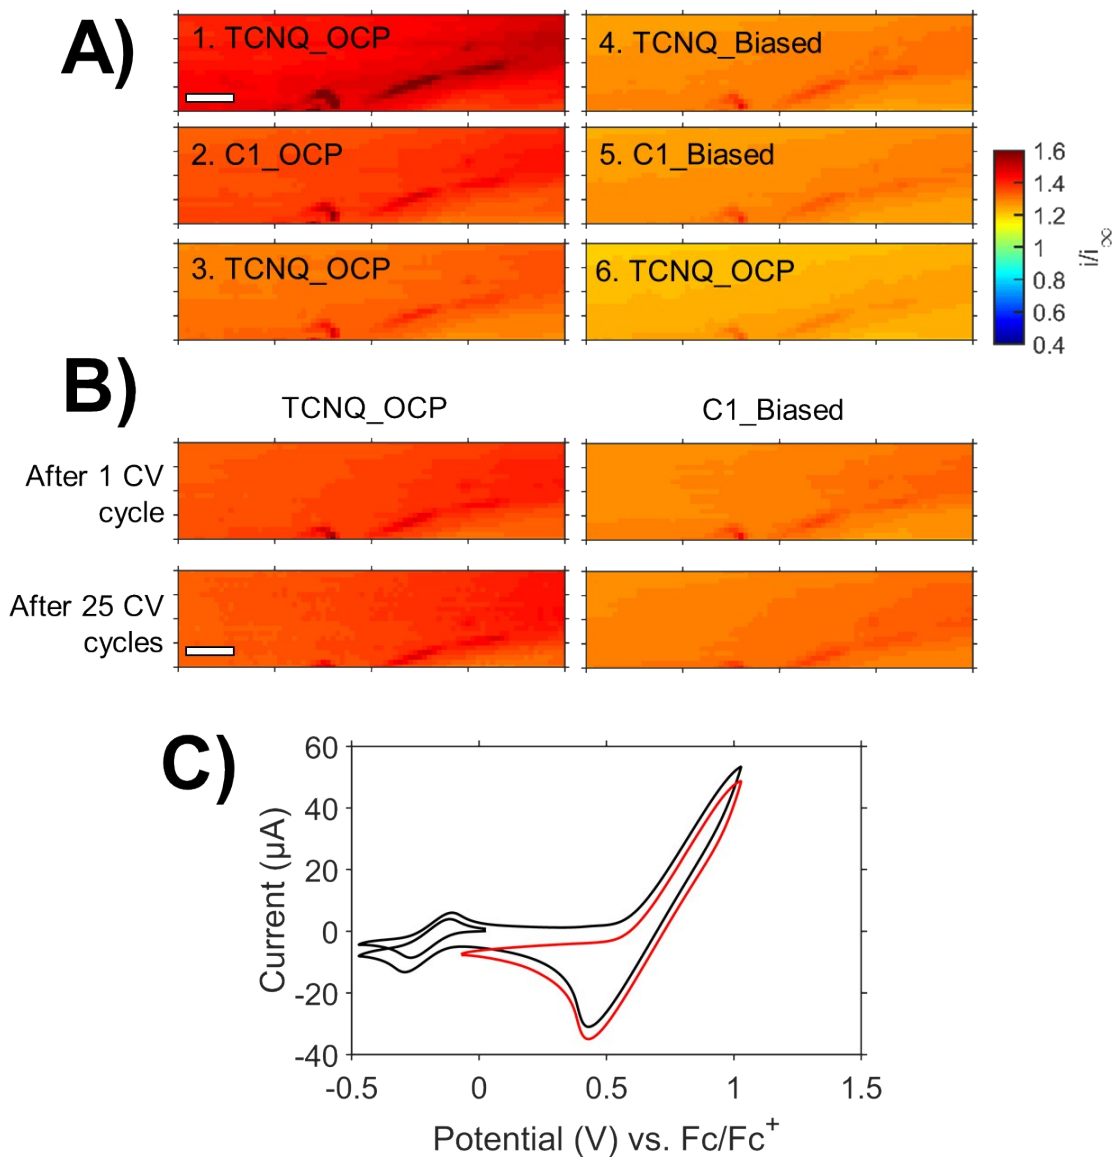 A)
1. TCNQ_OCP
4. TCNQ_Biased
2. C1_OCP
5. C1_Biased
3. TCNQ_OCP
6. TCNQ_OCP
1.6
1.4
1.2
1
0.8
0.6
0.4
i/i∞
B)
TCNQ_OCP
C1_Biased
After 1 CV
cycle
After 25 CV
cycles
C)
60
40
20
0
-20
-40
Current (µA)
-0.5
0
0.5
1
1.5
Potential (V) vs. Fc/Fc⁺